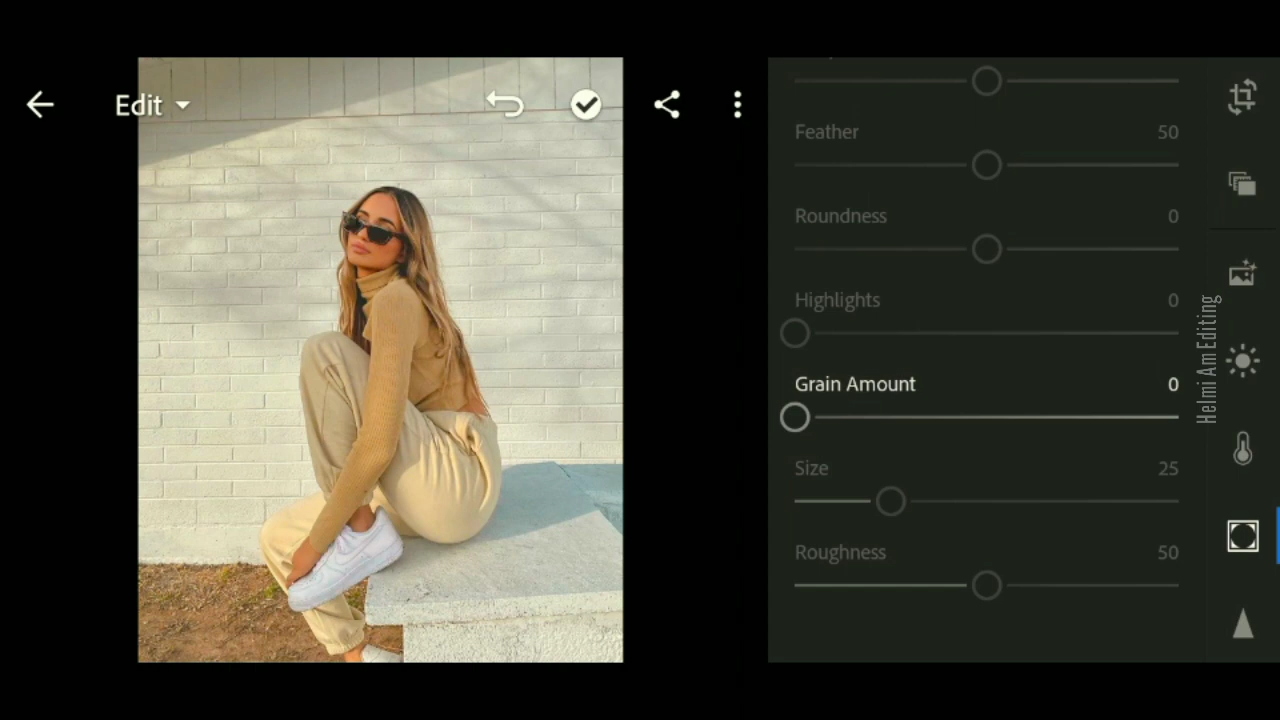 Edit
Feather 50
Roundness 0
Highlights 0
Grain Amount 0
Size 25
Roughness 50
Helmi Am Editing